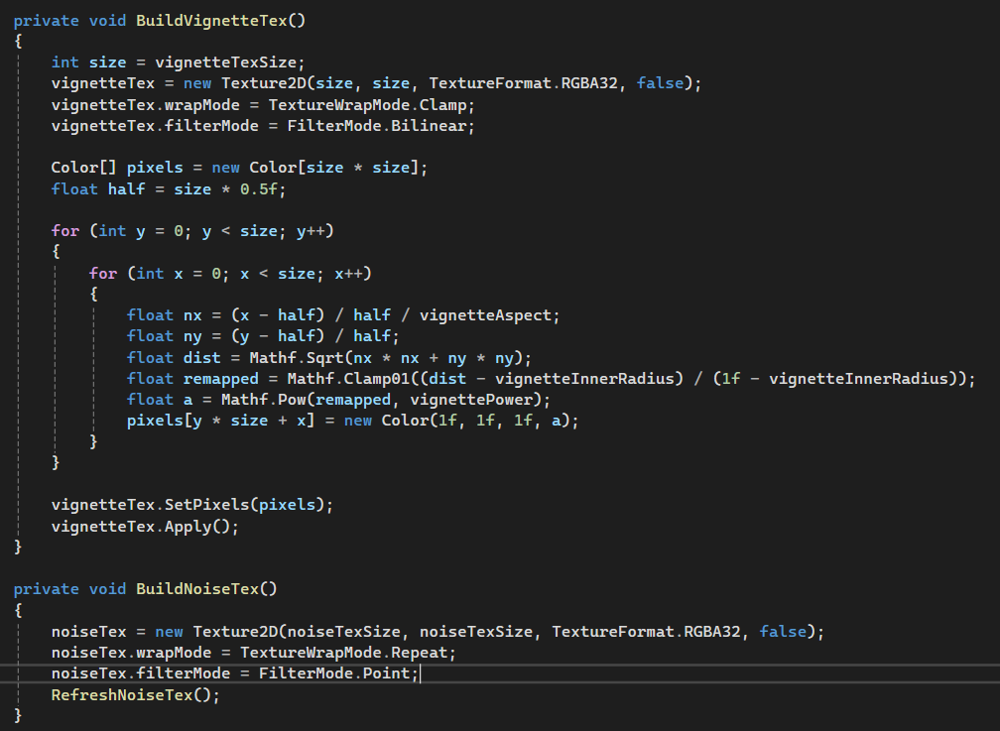 private void BuildVignetteTex()
{
    int size = vignetteTexSize;
    vignetteTex = new Texture2D(size, size, TextureFormat.RGBA32, false);
    vignetteTex.wrapMode = TextureWrapMode.Clamp;
    vignetteTex.filterMode = FilterMode.Bilinear;

    Color[] pixels = new Color[size * size];
    float half = size * 0.5f;

    for (int y = 0; y < size; y++)
    {
        for (int x = 0; x < size; x++)
        {
            float nx = (x - half) / half / vignetteAspect;
            float ny = (y - half) / half;
            float dist = Mathf.Sqrt(nx * nx + ny * ny);
            float remapped = Mathf.Clamp01((dist - vignetteInnerRadius) / (1f - vignetteInnerRadius));
            float a = Mathf.Pow(remapped, vignettePower);
            pixels[y * size + x] = new Color(1f, 1f, 1f, a);
        }
    }

    vignetteTex.SetPixels(pixels);
    vignetteTex.Apply();
}

private void BuildNoiseTex()
{
    noiseTex = new Texture2D(noiseTexSize, noiseTexSize, TextureFormat.RGBA32, false);
    noiseTex.wrapMode = TextureWrapMode.Repeat;
    noiseTex.filterMode = FilterMode.Point;
    RefreshNoiseTex();
}